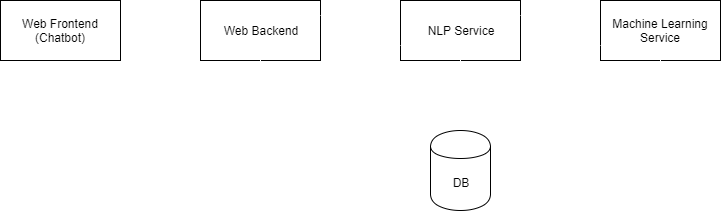 Web Frontend
(Chatbot)
Web Backend
NLP Service
Machine Learning
Service
DB